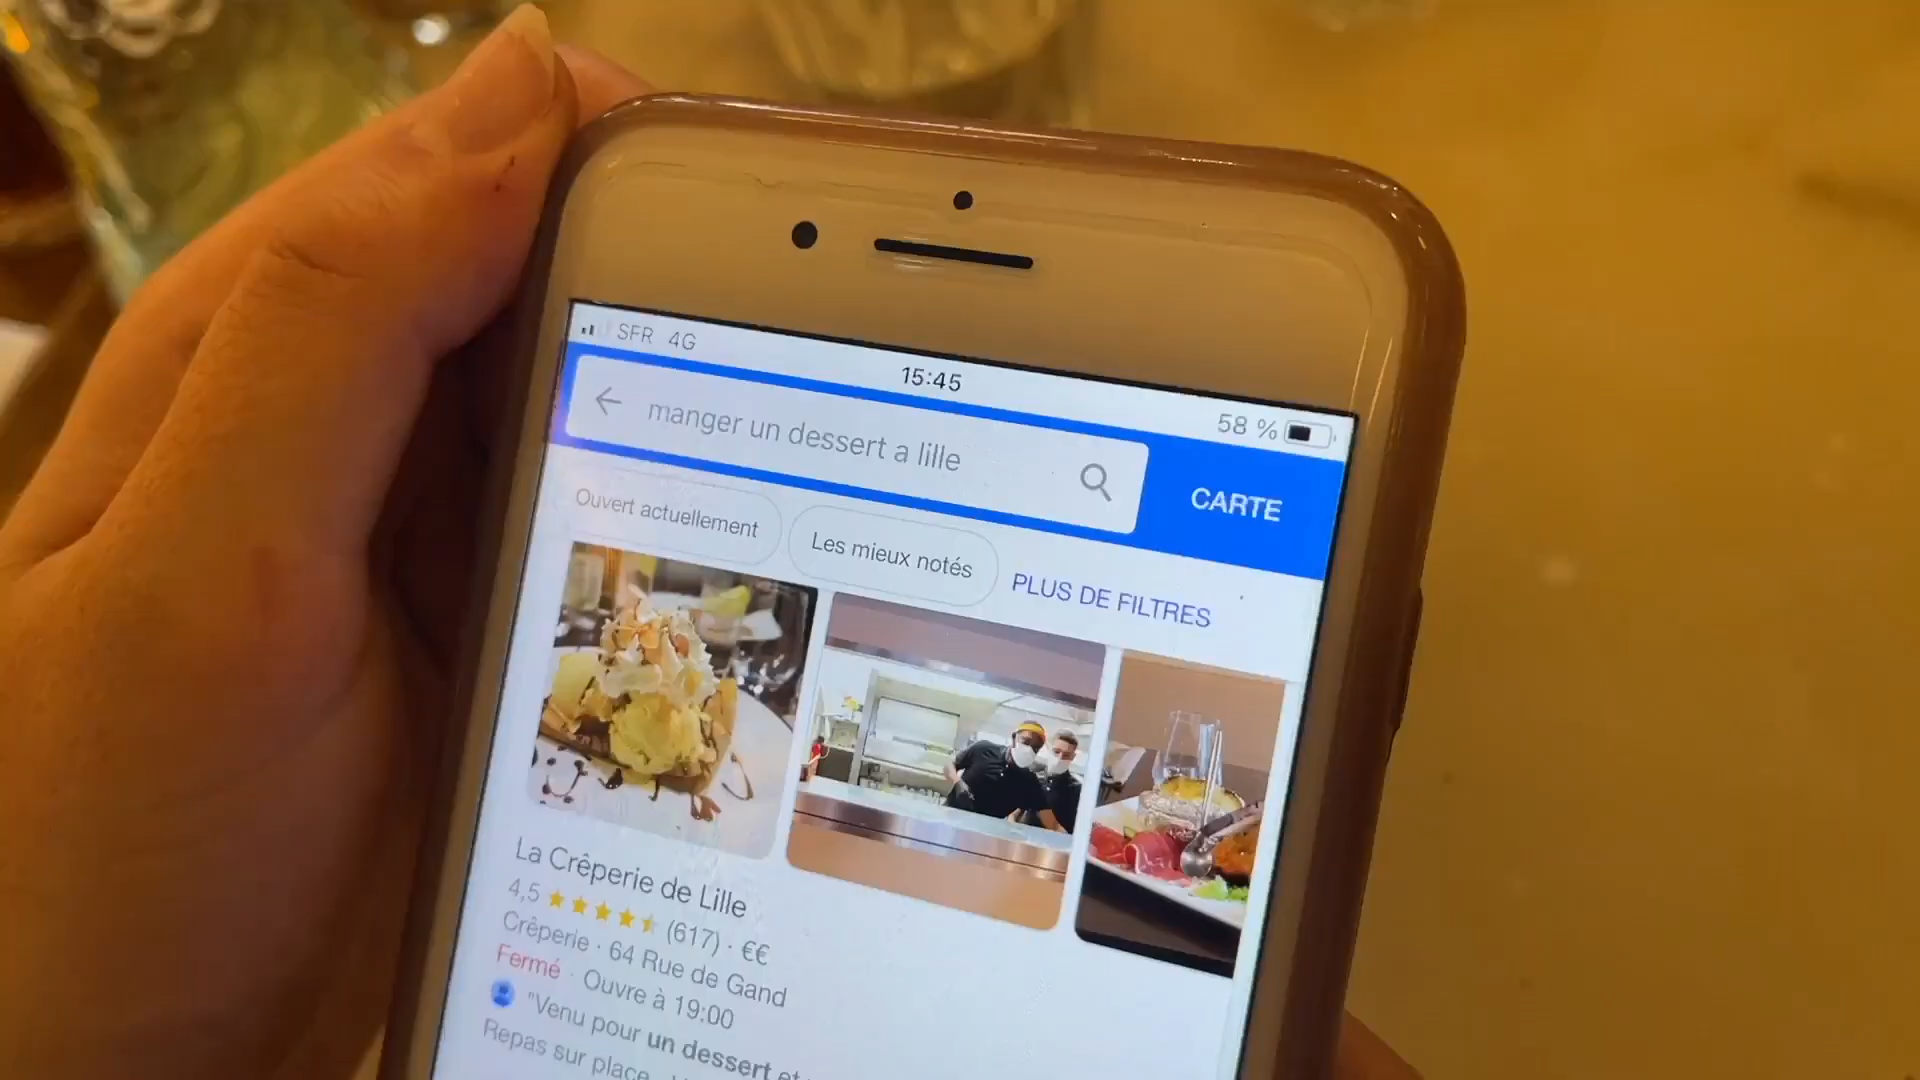 SFR 4G
15:45
58 %
manger un dessert a lille
CARTE
Ouvert actuellement
Les mieux notés
PLUS DE FILTRES
La Crêperie de Lille
4,5 (617) · €€
Crêperie · 64 Rue de Gand
Fermé · Ouvre à 19:00
"Venu pour un dessert et
Repas sur place